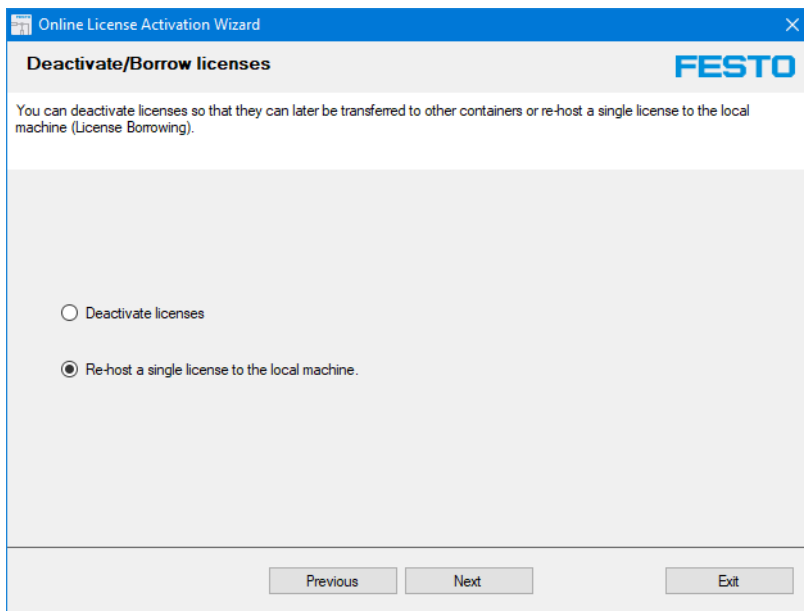 Online License Activation Wizard
Deactivate/Borrow licenses
FESTO
You can deactivate licenses so that they can later be transferred to other containers or re-host a single license to the local
machine (License Borrowing).
Deactivate licenses
Re-host a single license to the local machine.
Previous
Next
Exit